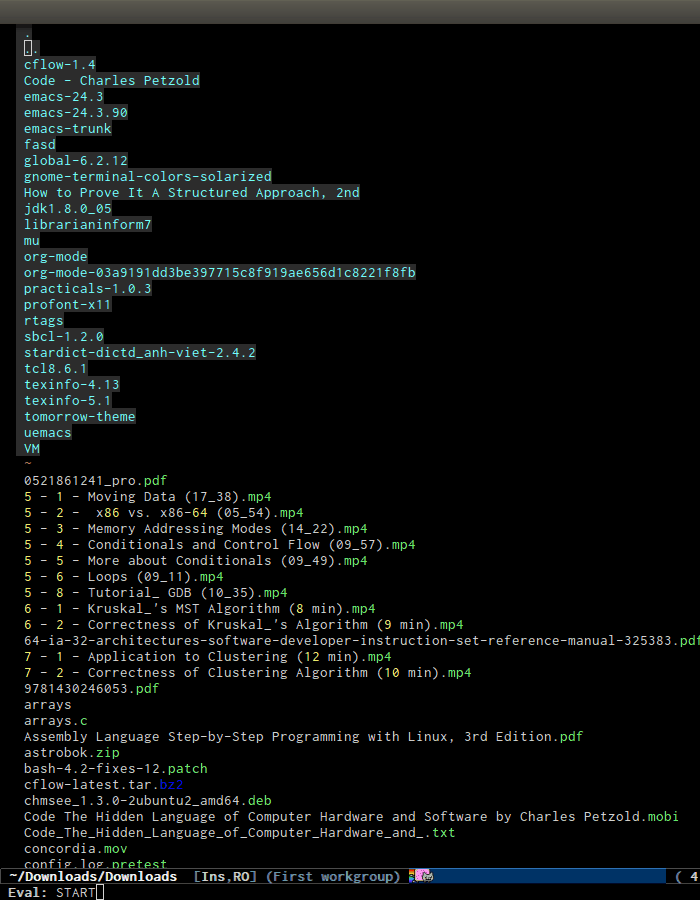 .
..
cflow-1.4
Code - Charles Petzold
emacs-24.3
emacs-24.3.90
emacs-trunk
fasd
global-6.2.12
gnome-terminal-colors-solarized
How to Prove It A Structured Approach, 2nd
jdk1.8.0_05
librarianinform7
mu
org-mode
org-mode-03a9191dd3be397715c8f919ae656d1c8221f8fb
practicals-1.0.3
profont-x11
rtags
sbcl-1.2.0
stardict-dictd_anh-viet-2.4.2
tcl8.6.1
texinfo-4.13
texinfo-5.1
tomorrow-theme
uemacs
VM
~
0521861241_pro.pdf
5 - 1 - Moving Data (17_38).mp4
5 - 2 -  x86 vs. x86-64 (05_54).mp4
5 - 3 - Memory Addressing Modes (14_22).mp4
5 - 4 - Conditionals and Control Flow (09_57).mp4
5 - 5 - More about Conditionals (09_49).mp4
5 - 6 - Loops (09_11).mp4
5 - 8 - Tutorial_ GDB (10_35).mp4
6 - 1 - Kruskal_'s MST Algorithm (8 min).mp4
6 - 2 - Correctness of Kruskal_'s Algorithm (9 min).mp4
64-ia-32-architectures-software-developer-instruction-set-reference-manual-325383.pdf
7 - 1 - Application to Clustering (12 min).mp4
7 - 2 - Correctness of Clustering Algorithm (10 min).mp4
9781430246053.pdf
arrays
arrays.c
Assembly Language Step-by-Step Programming with Linux, 3rd Edition.pdf
astrobok.zip
bash-4.2-fixes-12.patch
cflow-latest.tar.bz2
chmsee_1.3.0-2ubuntu2_amd64.deb
Code The Hidden Language of Computer Hardware and Software by Charles Petzold.mobi
Code_The_Hidden_Language_of_Computer_Hardware_and_.txt
concordia.mov
config.log.pretest
~/Downloads/Downloads  [Ins,RO] (First workgroup) ( 4
Eval: START